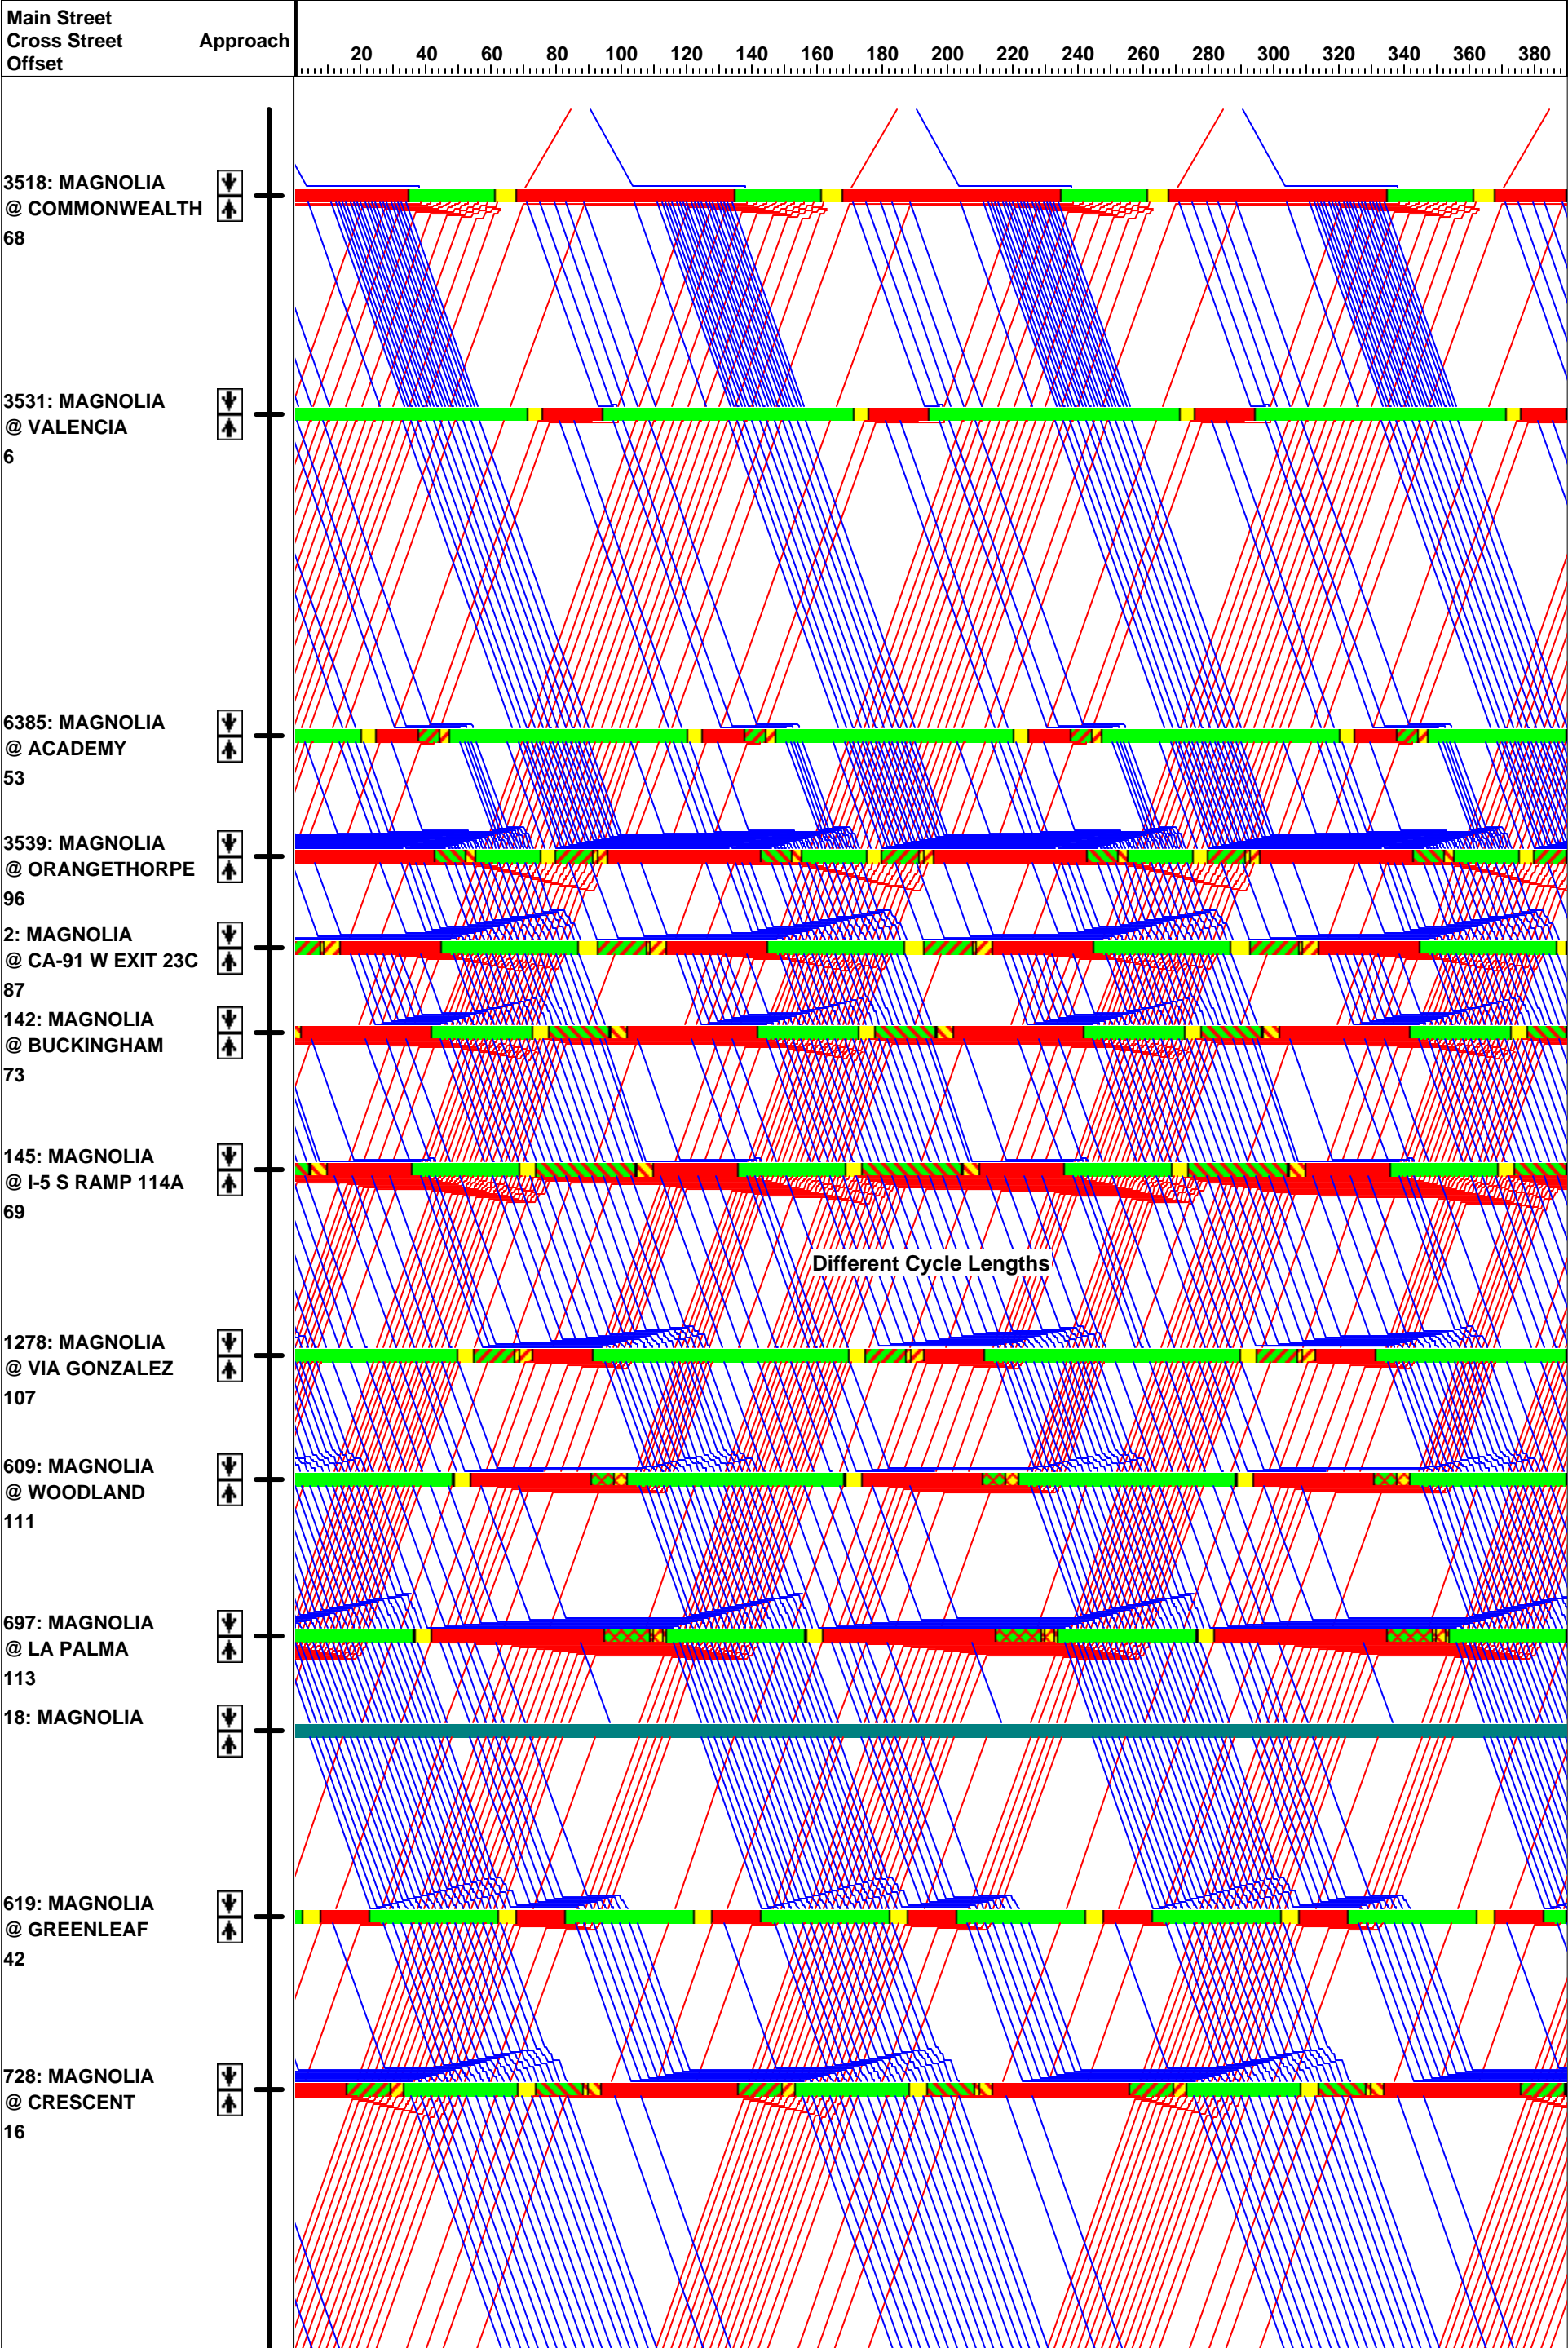 Main Street
Cross Street Approach
Offset
20 40 60 80 100 120 140 160 180 200 220 240 260 280 300 320 340 360 380
3518: MAGNOLIA
@ COMMONWEALTH
68
3531: MAGNOLIA
@ VALENCIA
6
6385: MAGNOLIA
@ ACADEMY
53
3539: MAGNOLIA
@ ORANGETHORPE
96
2: MAGNOLIA
@ CA-91 W EXIT 23C
87
142: MAGNOLIA
@ BUCKINGHAM
73
145: MAGNOLIA
@ I-5 S RAMP 114A
69
Different Cycle Lengths
1278: MAGNOLIA
@ VIA GONZALEZ
107
609: MAGNOLIA
@ WOODLAND
111
697: MAGNOLIA
@ LA PALMA
113
18: MAGNOLIA
619: MAGNOLIA
@ GREENLEAF
42
728: MAGNOLIA
@ CRESCENT
16